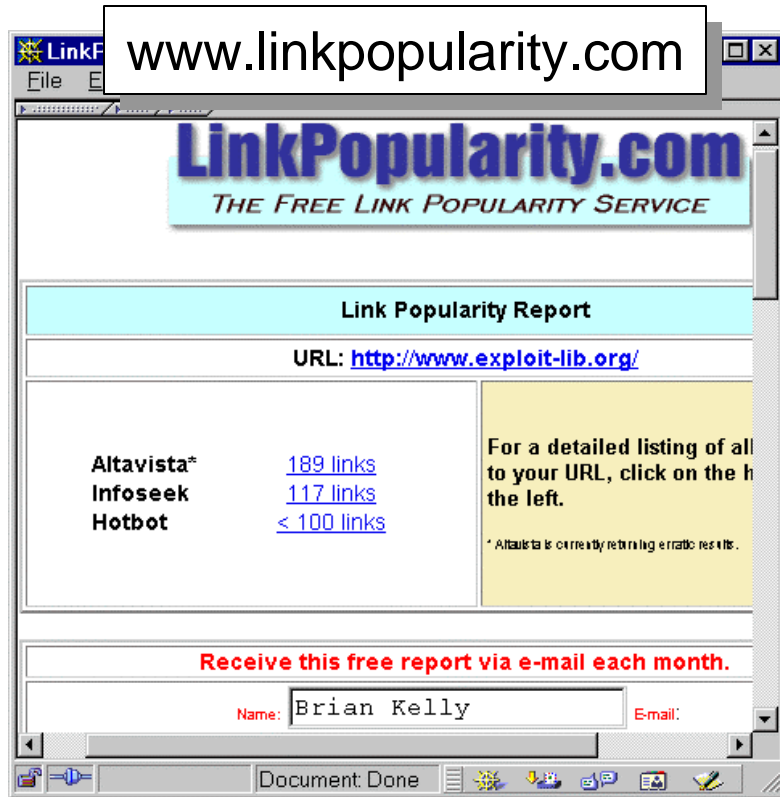 www.linkpopularity.com
LinkP
File E
LinkPopularity.com
THE FREE LINK POPULARITY SERVICE
Link Popularity Report
URL: http://www.exploit-lib.org/
Altavista* 189 links
Infoseek 117 links
Hotbot < 100 links
For a detailed listing of all
to your URL, click on the h
the left.
* Altavista is currently returning erratic results.
Receive this free report via e-mail each month.
Name: Brian Kelly E-mail:
Document: Done